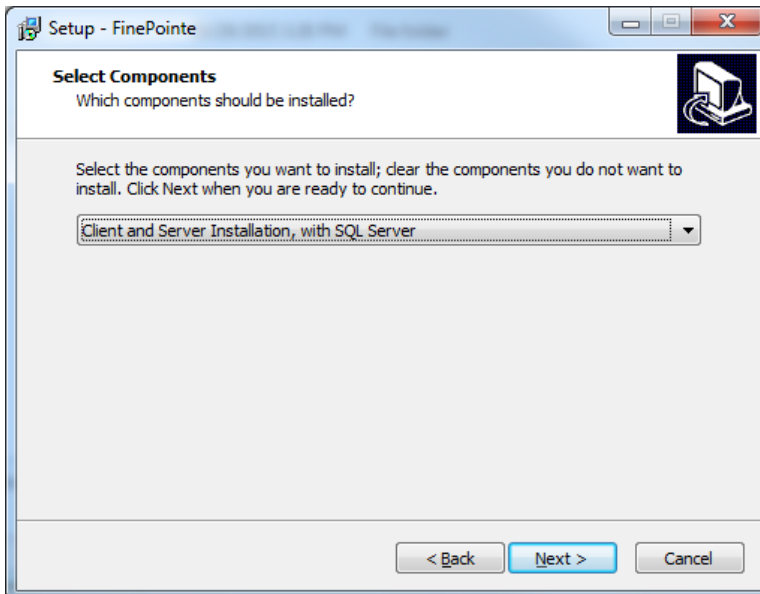 Setup - FinePointe
Select Components
Which components should be installed?
Select the components you want to install; clear the components you do not want to
install. Click Next when you are ready to continue.
Client and Server Installation, with SQL Server
< Back
Next >
Cancel